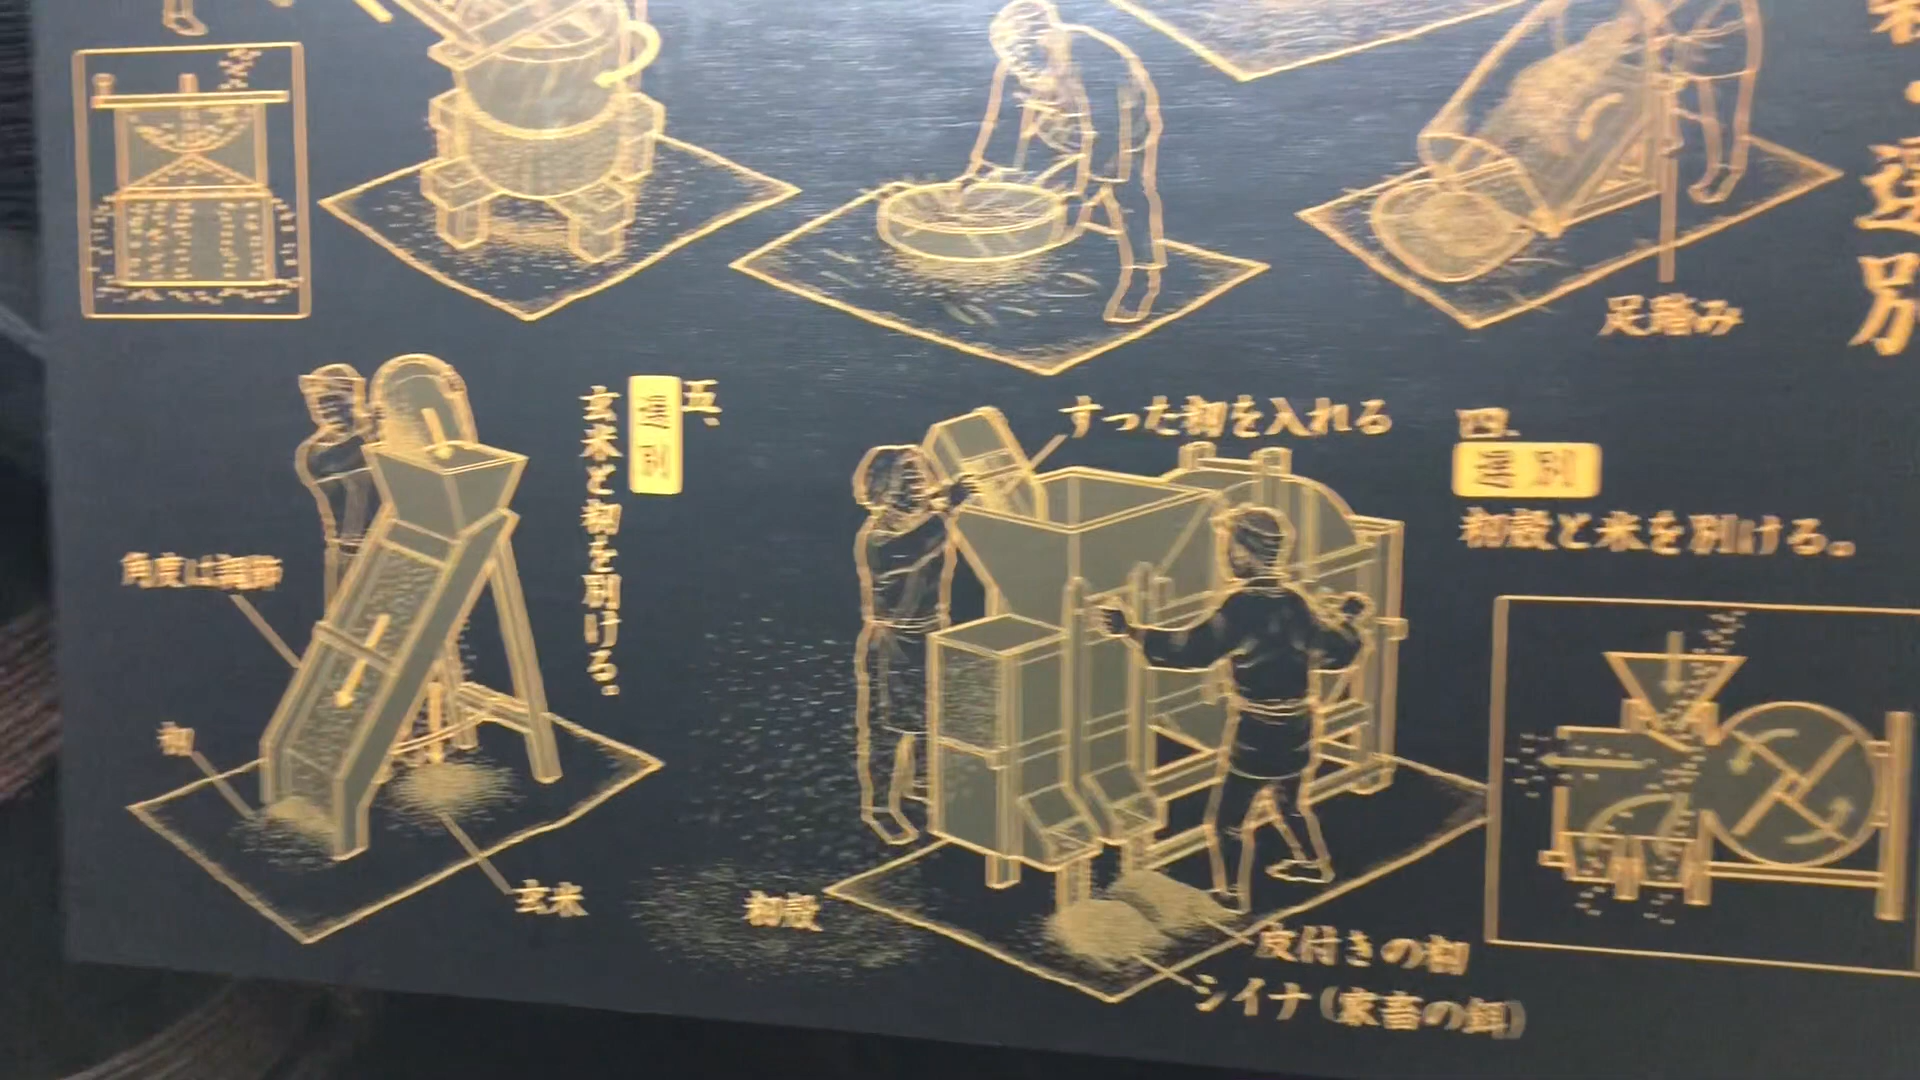 選別
足踏み
すった籾を入れる
四、
選別
籾殻と米を別ける。
籾殻
皮付きの籾
シイナ(家畜の餌)
五、
選別
玄米と籾を別ける。
角度は調節
籾
玄米